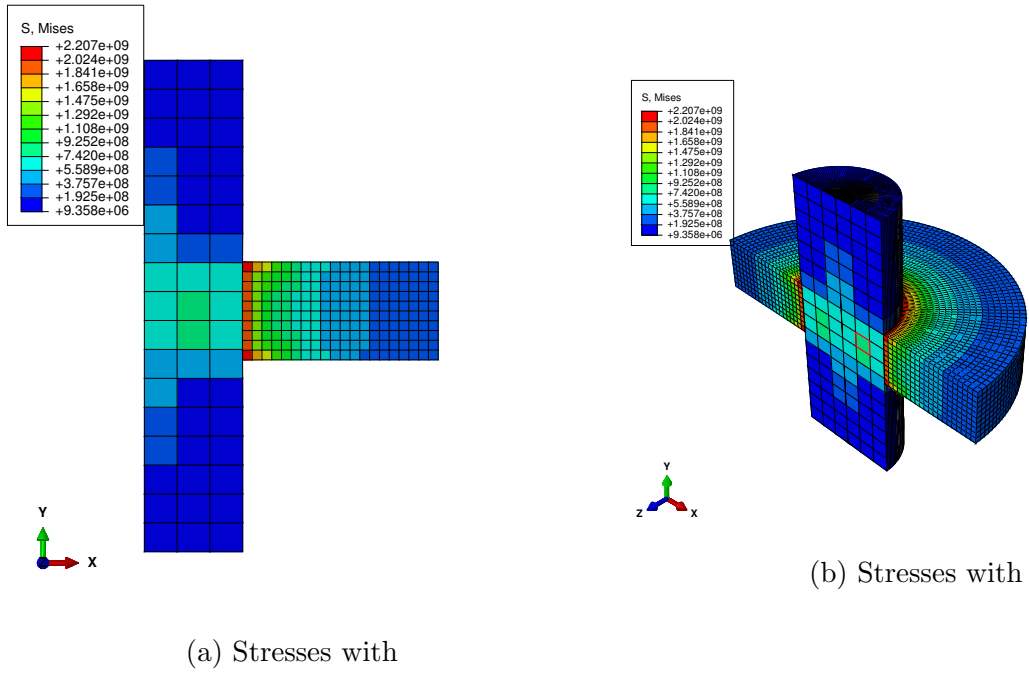 S, Mises
+2.207e+09
+2.024e+09
+1.841e+09
+1.658e+09
+1.475e+09
+1.292e+09
+1.108e+09
+9.252e+08
+7.420e+08
+5.589e+08
+3.757e+08
+1.925e+08
+9.358e+06
Y
Z
X
(a) Stresses with
S, Mises
+2.207e+09
+2.024e+09
+1.841e+09
+1.658e+09
+1.475e+09
+1.292e+09
+1.108e+09
+9.252e+08
+7.420e+08
+5.589e+08
+3.757e+08
+1.925e+08
+9.358e+06
Y
Z
X
(b) Stresses with